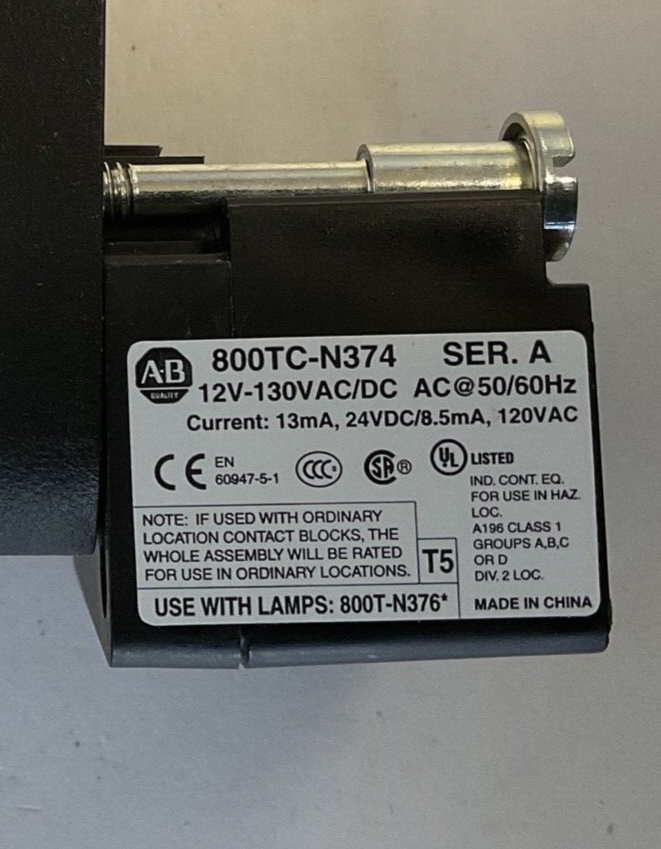 A·B
QUALITY
800TC-N374 SER. A
12V-130VAC/DC AC@50/60Hz
Current: 13mA, 24VDC/8.5mA, 120VAC
CE EN
60947-5-1
CCC
SA®
UL LISTED
IND. CONT. EQ.
FOR USE IN HAZ.
LOC.
A196 CLASS 1
GROUPS A,B,C
OR D
DIV. 2 LOC.
NOTE: IF USED WITH ORDINARY
LOCATION CONTACT BLOCKS, THE
WHOLE ASSEMBLY WILL BE RATED
FOR USE IN ORDINARY LOCATIONS.
T5
USE WITH LAMPS: 800T-N376*
MADE IN CHINA